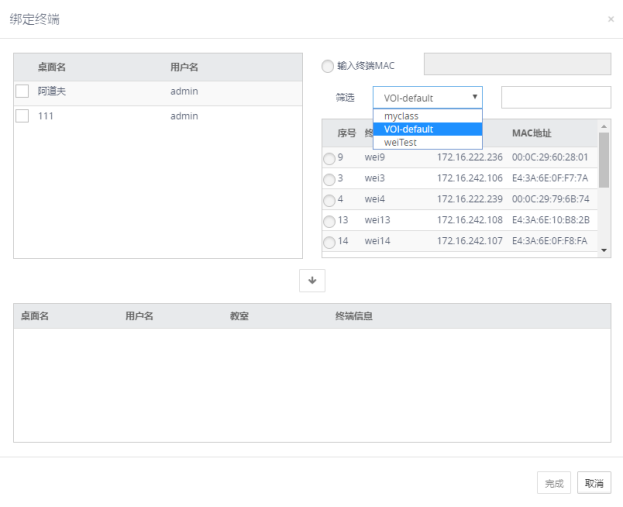 绑定终端 ×
桌面名 用户名
阿道夫 admin
111 admin
输入终端MAC
筛选 VOI-default
myclass
VOI-default
weiTest
序号 终 MAC地址
9 wei9 172.16.222.236 00:0C:29:60:28:01
3 wei3 172.16.242.106 E4:3A:6E:0F:F7:7A
4 wei4 172.16.222.239 00:0C:29:79:6B:74
13 wei13 172.16.242.108 E4:3A:6E:10:B8:2B
14 wei14 172.16.242.107 E4:3A:6E:0F:F8:FA
桌面名 用户名 教室 终端信息
完成 取消